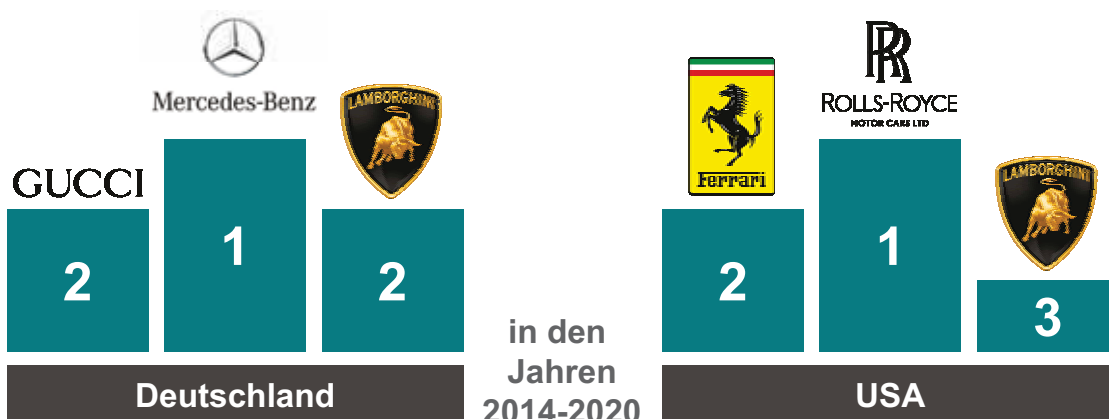 Mercedes-Benz
LAMBORGHINI
GUCCI
2
1
2
Deutschland
in den
Jahren
2014-2020
Ferrari
RR
ROLLS-ROYCE
MOTOR CARS LTD
LAMBORGHINI
2
1
3
USA